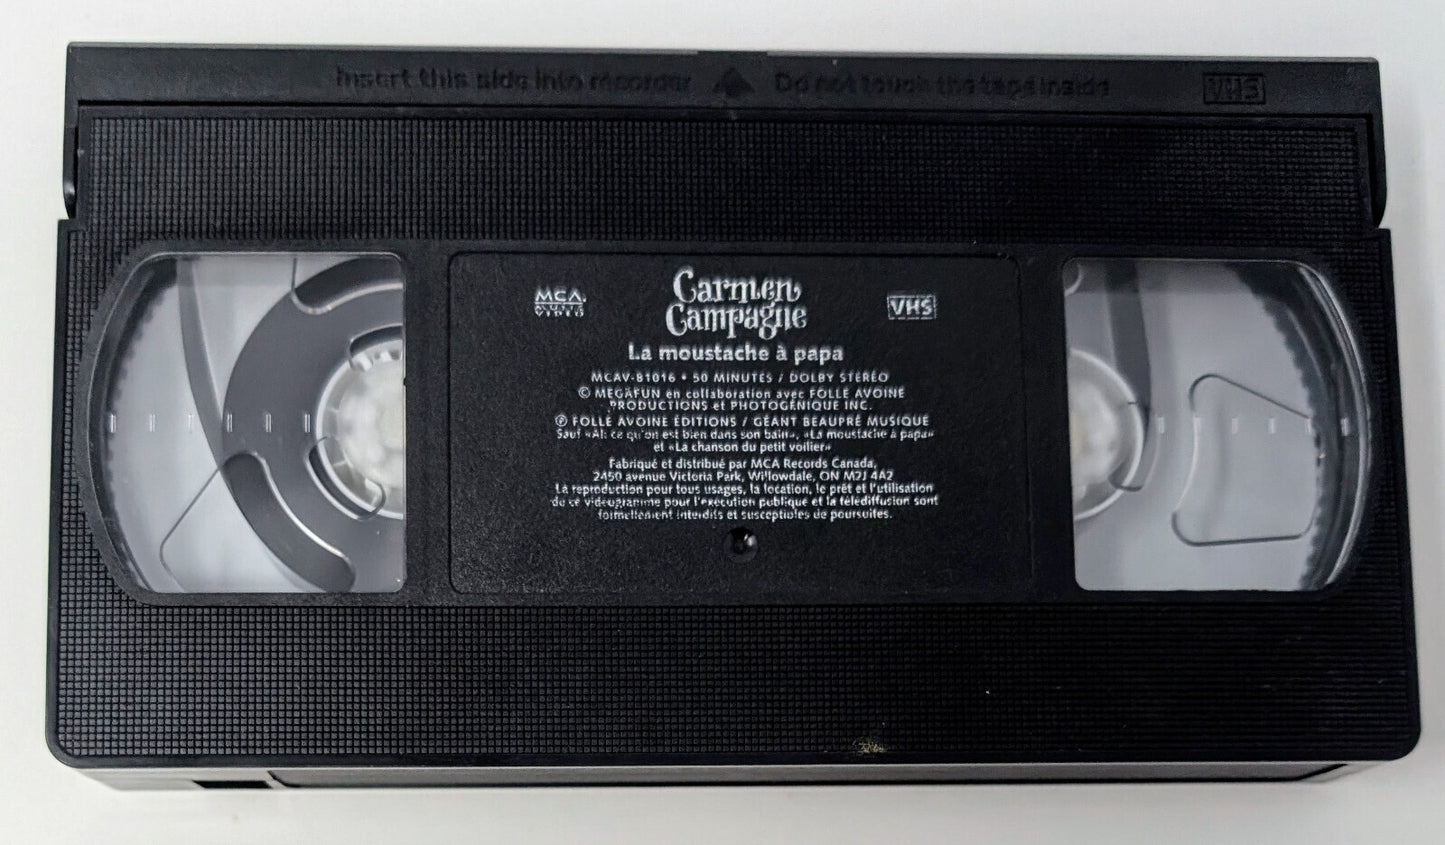 Insert this side into recorder Do not touch the tape inside VHS
MCA
MUSIC
VIDEO
Carmen
Campagne
VHS
La moustache à papa
MCAV-81016 • 50 MINUTES / DOLBY STEREO
© MEGAFUN en collaboration avec FOLLE AVOINE
PRODUCTIONS et PHOTOGÉNIQUE INC.
℗ FOLLE AVOINE ÉDITIONS / GÉANT BEAUPRÉ MUSIQUE
Sauf «Ah ce qu'on est bien dans son bain», «La moustache à papa»
et «La chanson du petit voilier»
Fabriqué et distribué par MCA Records Canada,
2450 avenue Victoria Park, Willowdale, ON M2J 4A2
La reproduction pour tous usages, la location, le prêt et l'utilisation
de ce vidéogramme pour l'exécution publique et la télédiffusion sont
formellement interdits et susceptibles de poursuites.